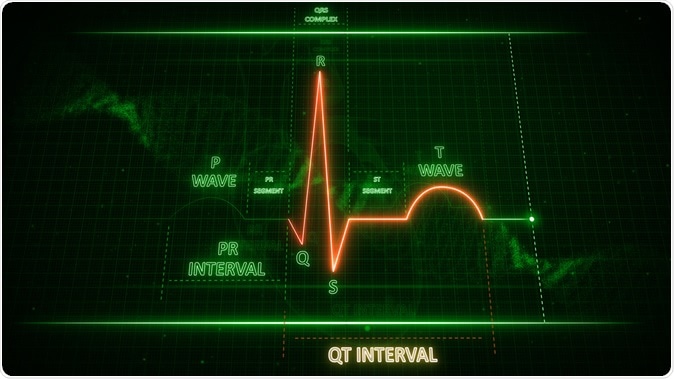 QRS
COMPLEX
R
P
WAVE
PR
SEGMENT
ST
SEGMENT
T
WAVE
PR
INTERVAL
Q
S
QT INTERVAL